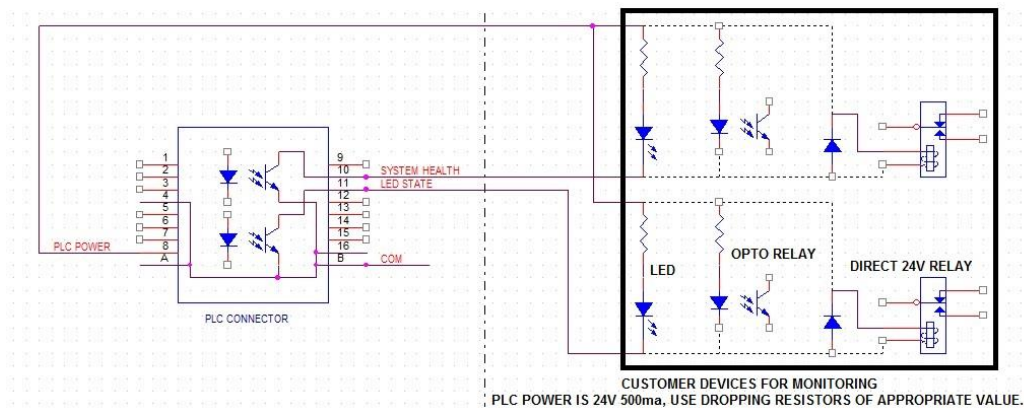 1
2
3
4
5
6
7
8
A
9
10
11
12
13
14
15
16
B
SYSTEM HEALTH
LED STATE
PLC POWER
COM
PLC CONNECTOR
LED
OPTO RELAY
DIRECT 24V RELAY
CUSTOMER DEVICES FOR MONITORING
PLC POWER IS 24V 500ma, USE DROPPING RESISTORS OF APPROPRIATE VALUE.